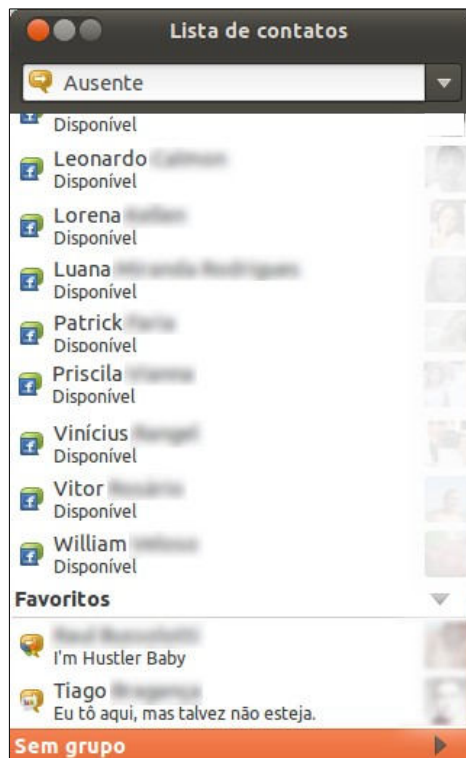 Lista de contatos
Ausente
Disponível
Leonardo
Disponível
Lorena
Disponível
Luana
Disponível
Patrick
Disponível
Priscila
Disponível
Vinícius
Disponível
Vitor
Disponível
William
Disponível
Favoritos
I'm Hustler Baby
Tiago
Eu tô aqui, mas talvez não esteja.
Sem grupo